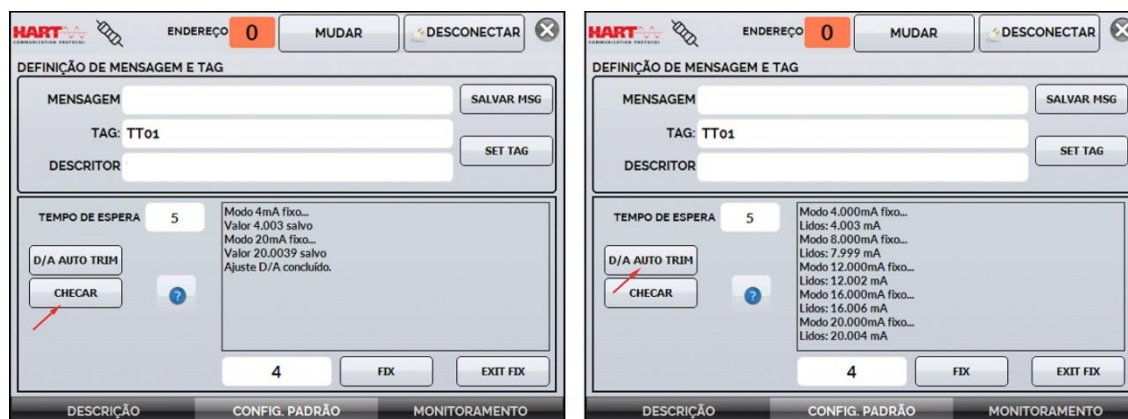 HART
COMMUNICATION PROTOCOL
ENDEREÇO 0 MUDAR DESCONECTAR
DEFINIÇÃO DE MENSAGEM E TAG
MENSAGEM SALVAR MSG
TAG: TT01
SET TAG
DESCRITOR
TEMPO DE ESPERA 5
Modo 4mA fixo...
Valor 4.003 salvo
Modo 20mA fixo...
Valor 20.0039 salvo
Ajuste D/A concluído.
D/A AUTO TRIM
CHECAR
?
4 FIX EXIT FIX
DESCRIÇÃO CONFIG. PADRÃO MONITORAMENTO
HART
COMMUNICATION PROTOCOL
ENDEREÇO 0 MUDAR DESCONECTAR
DEFINIÇÃO DE MENSAGEM E TAG
MENSAGEM SALVAR MSG
TAG: TT01
SET TAG
DESCRITOR
TEMPO DE ESPERA 5
Modo 4.000mA fixo...
Lidos: 4.003 mA
Modo 8.000mA fixo...
Lidos: 7.999 mA
Modo 12.000mA fixo...
Lidos: 12.002 mA
Modo 16.000mA fixo...
Lidos: 16.006 mA
Modo 20.000mA fixo...
Lidos: 20.004 mA
D/A AUTO TRIM
CHECAR
?
4 FIX EXIT FIX
DESCRIÇÃO CONFIG. PADRÃO MONITORAMENTO